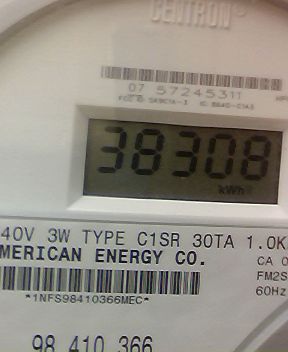 CENTRON®
07 57245311
38308
kWh
40V 3W TYPE C1SR 30TA 1.0K
MERICAN ENERGY CO.
CA 0
FM2S
60Hz
*1NFS98410366MEC*
98 410 366